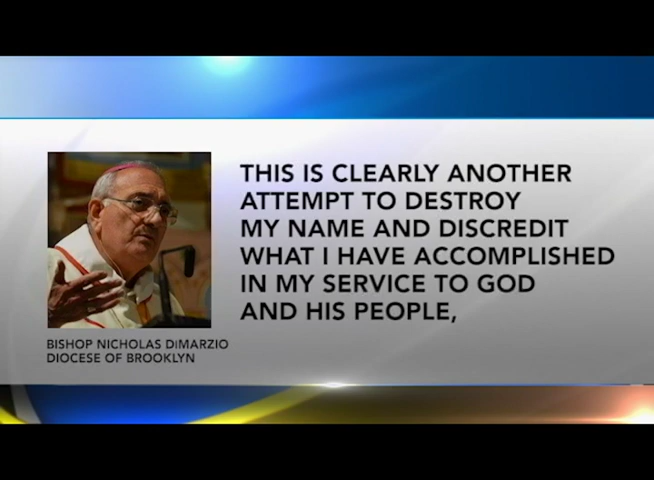 THIS IS CLEARLY ANOTHER
ATTEMPT TO DESTROY
MY NAME AND DISCREDIT
WHAT I HAVE ACCOMPLISHED
IN MY SERVICE TO GOD
AND HIS PEOPLE,
BISHOP NICHOLAS DiMARZIO
DIOCESE OF BROOKLYN